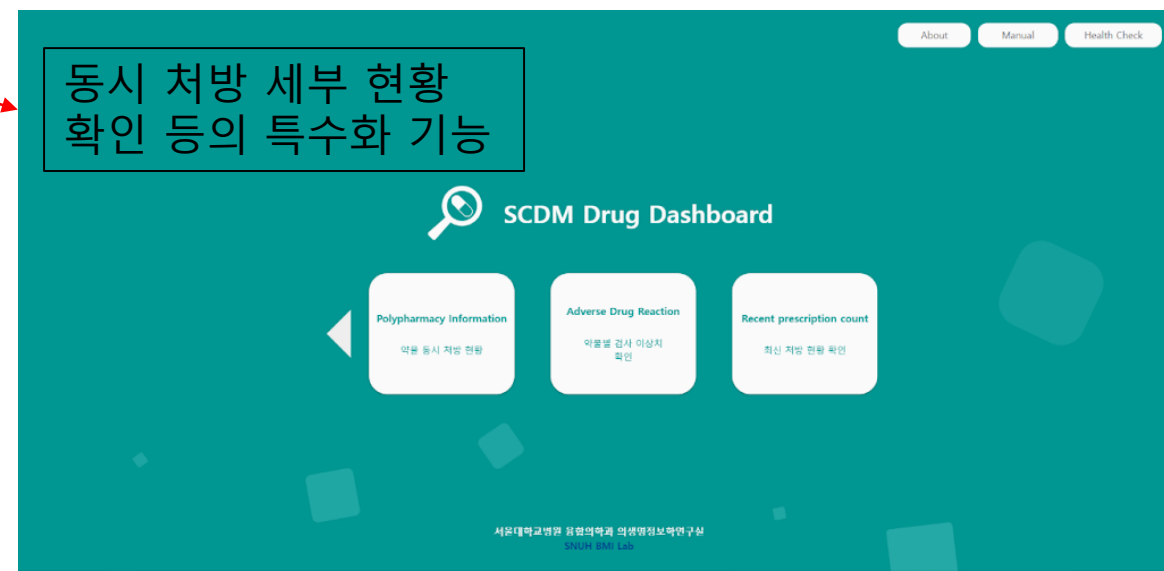 About
Manual
Health Check
동시 처방 세부 현황
확인 등의 특수화 기능
SCDM Drug Dashboard
Polypharmacy Information
약물 동시 처방 현황
Adverse Drug Reaction
약물별 검사 이상치
확인
Recent prescription count
최신 처방 현황 확인
서울대학교병원 융합의학과 의생명정보학연구실
SNUH BMI Lab